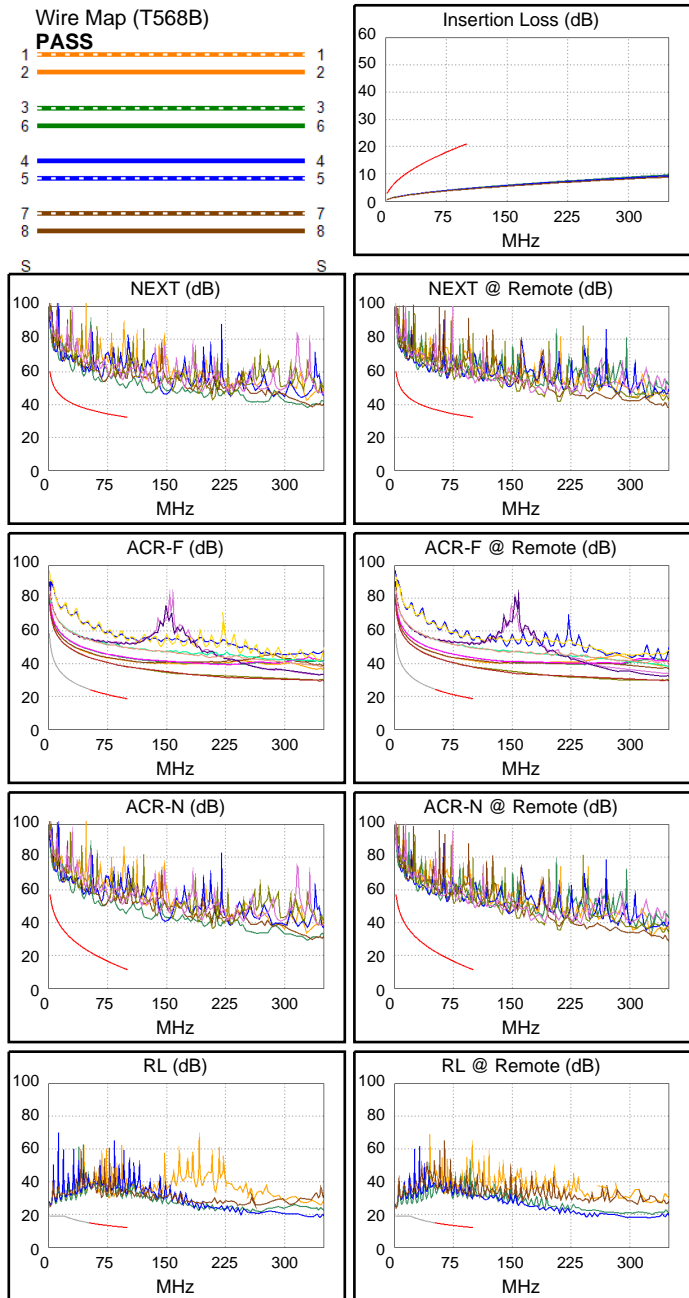 Wire Map (T568B)
PASS
1 1
2 2
3 3
6 6
4 4
5 5
7 7
8 8
S S
Insertion Loss (dB)
60
50
40
30
20
10
0
0 75 150 225 300
MHz
NEXT (dB)
100
80
60
40
20
0
0 75 150 225 300
MHz
NEXT @ Remote (dB)
100
80
60
40
20
0
0 75 150 225 300
MHz
ACR-F (dB)
100
80
60
40
20
0
0 75 150 225 300
MHz
ACR-F @ Remote (dB)
100
80
60
40
20
0
0 75 150 225 300
MHz
ACR-N (dB)
100
80
60
40
20
0
0 75 150 225 300
MHz
ACR-N @ Remote (dB)
100
80
60
40
20
0
0 75 150 225 300
MHz
RL (dB)
100
80
60
40
20
0
0 75 150 225 300
MHz
RL @ Remote (dB)
100
80
60
40
20
0
0 75 150 225 300
MHz